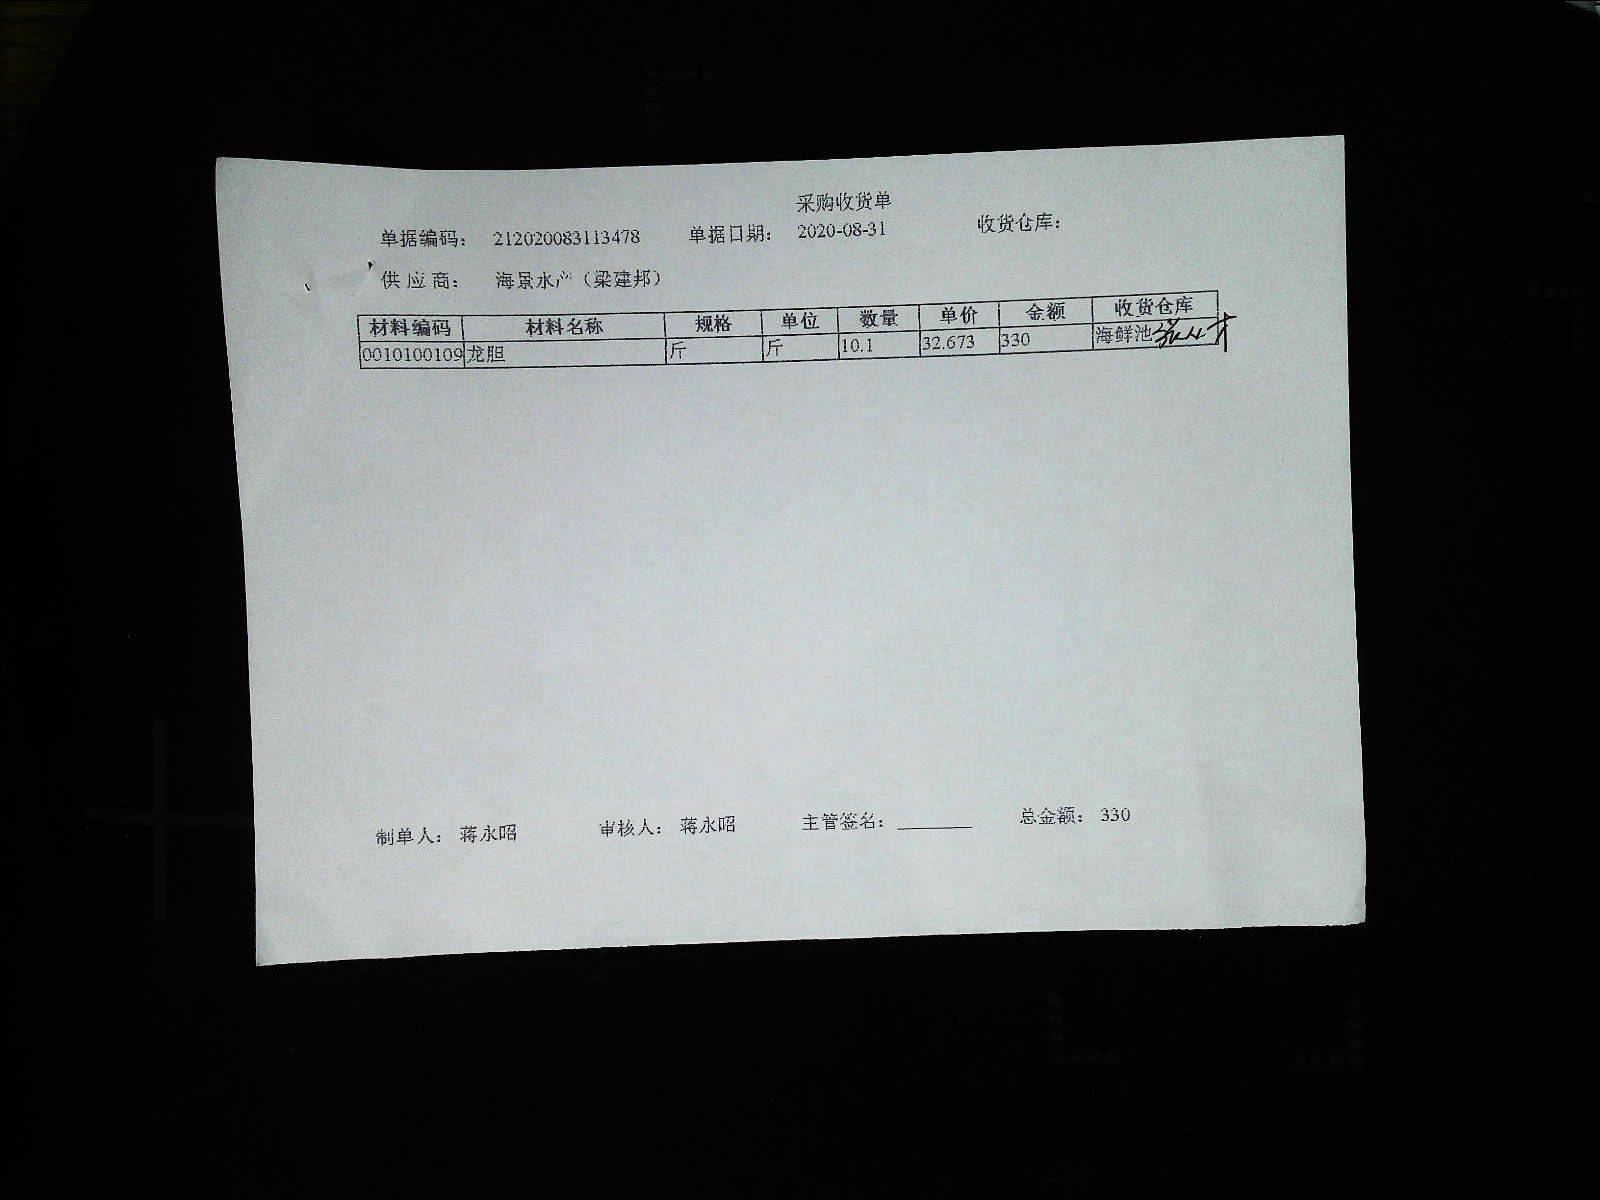 采购收货单
单据编码: 212020083113478 单据日期: 2020-08-31 收货仓库:
供应商: 海景水产（梁建邦）
材料编码 材料名称 规格 单位 数量 单价 金额 收货仓库
0010100109 龙胆 斤 斤 10.1 32.673 330 海鲜池
制单人: 蒋永昭 审核人: 蒋永昭 主管签名: ________ 总金额: 330